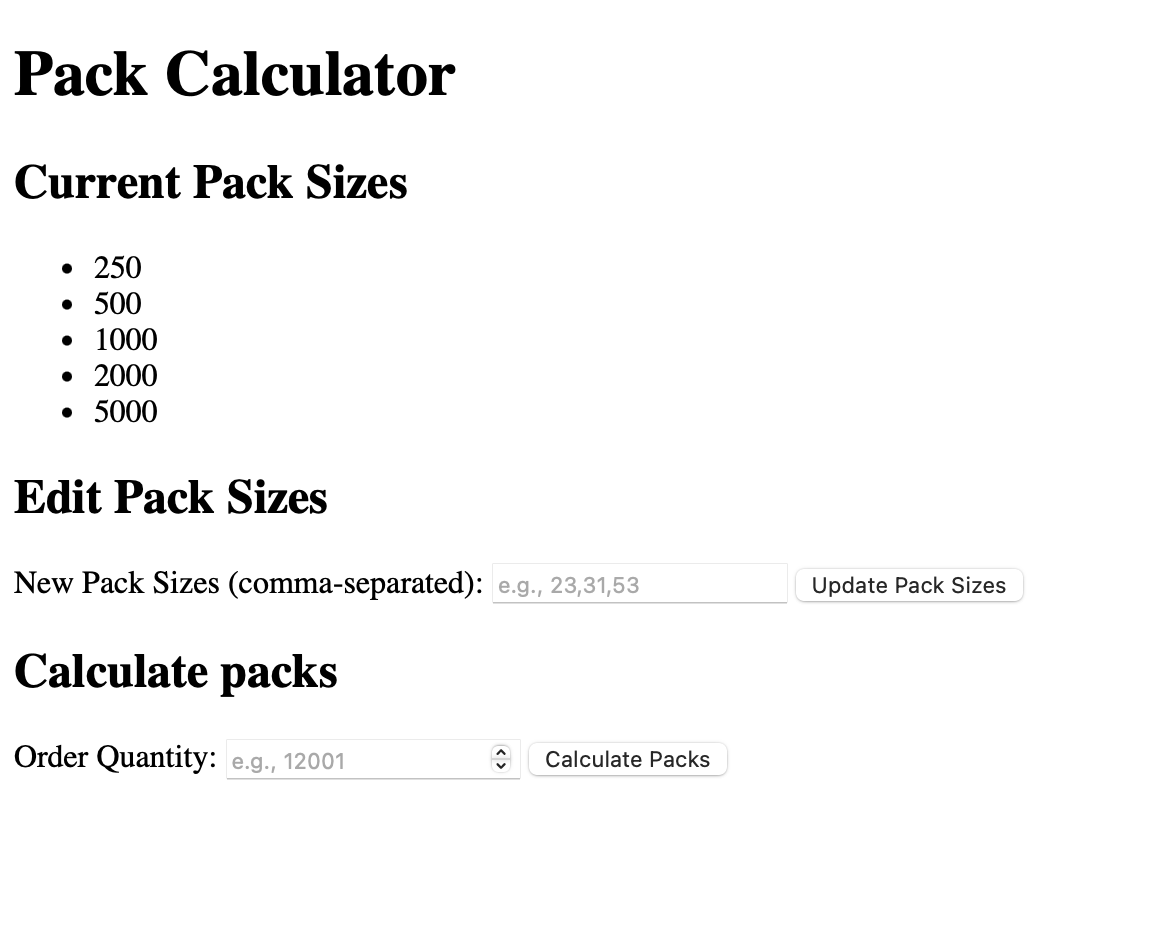 Pack Calculator
Current Pack Sizes
• 250
• 500
• 1000
• 2000
• 5000
Edit Pack Sizes
New Pack Sizes (comma-separated): e.g., 23,31,53 Update Pack Sizes
Calculate packs
Order Quantity: e.g., 12001 Calculate Packs